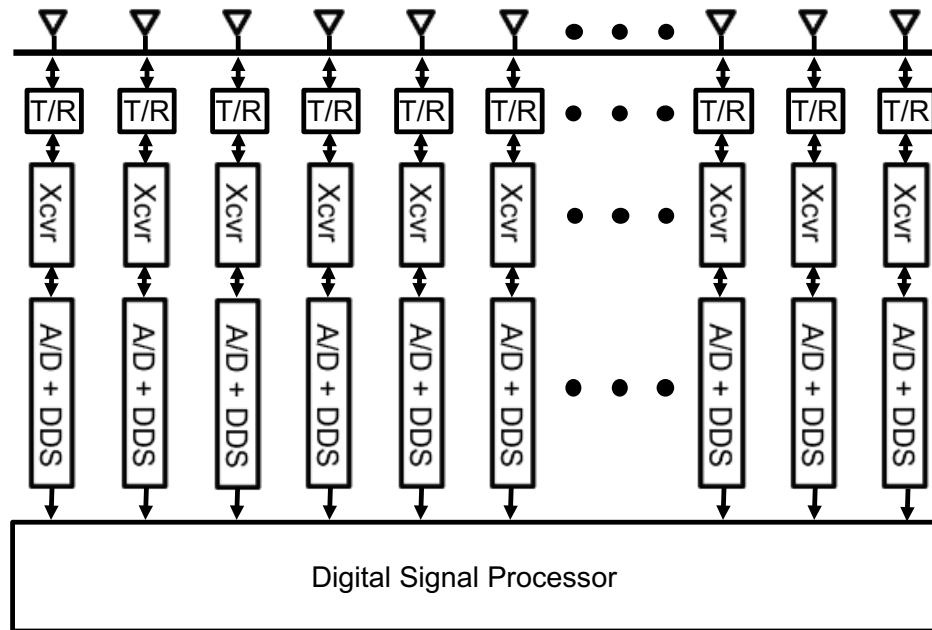 T/R T/R T/R T/R T/R T/R T/R T/R T/R
Xcvr Xcvr Xcvr Xcvr Xcvr Xcvr Xcvr Xcvr Xcvr
A/D + DDS A/D + DDS A/D + DDS A/D + DDS A/D + DDS A/D + DDS A/D + DDS A/D + DDS A/D + DDS
Digital Signal Processor